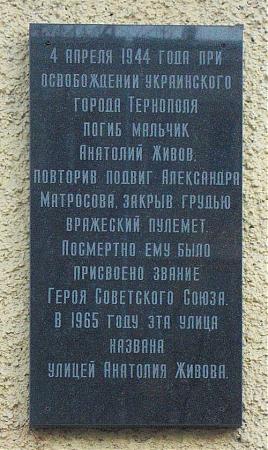 4 апреля 1944 года при
освобождении украинского
города Тернополя
погиб мальчик
Анатолий Живов,
повторив подвиг Александра
Матросова, закрыв грудью
вражеский пулемет.
Посмертно ему было
присвоено звание
Героя Советского Союза.
В 1965 году эта улица
названа
улицей Анатолия Живова.